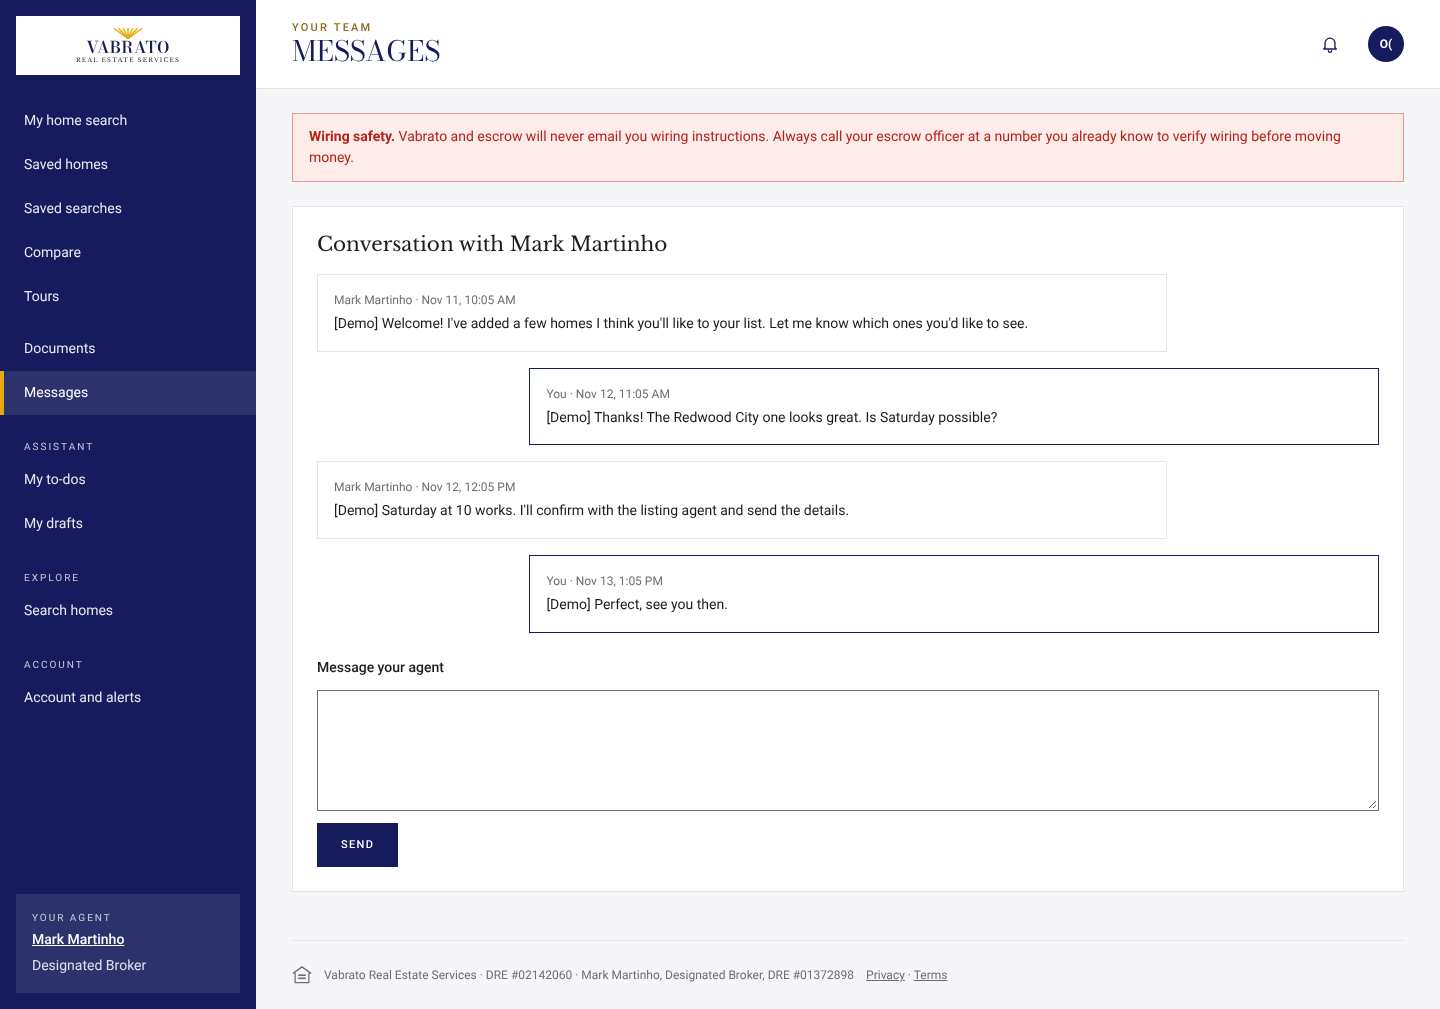 VABRATO
REAL ESTATE SERVICES
My home search
Saved homes
Saved searches
Compare
Tours
Documents
Messages
ASSISTANT
My to-dos
My drafts
EXPLORE
Search homes
ACCOUNT
Account and alerts
YOUR AGENT
Mark Martinho
Designated Broker
YOUR TEAM
MESSAGES
O(
Wiring safety. Vabrato and escrow will never email you wiring instructions. Always call your escrow officer at a number you already know to verify wiring before moving
money.
Conversation with Mark Martinho
Mark Martinho · Nov 11, 10:05 AM
[Demo] Welcome! I've added a few homes I think you'll like to your list. Let me know which ones you'd like to see.
You · Nov 12, 11:05 AM
[Demo] Thanks! The Redwood City one looks great. Is Saturday possible?
Mark Martinho · Nov 12, 12:05 PM
[Demo] Saturday at 10 works. I'll confirm with the listing agent and send the details.
You · Nov 13, 1:05 PM
[Demo] Perfect, see you then.
Message your agent
SEND
Vabrato Real Estate Services · DRE #02142060 · Mark Martinho, Designated Broker, DRE #01372898 Privacy · Terms